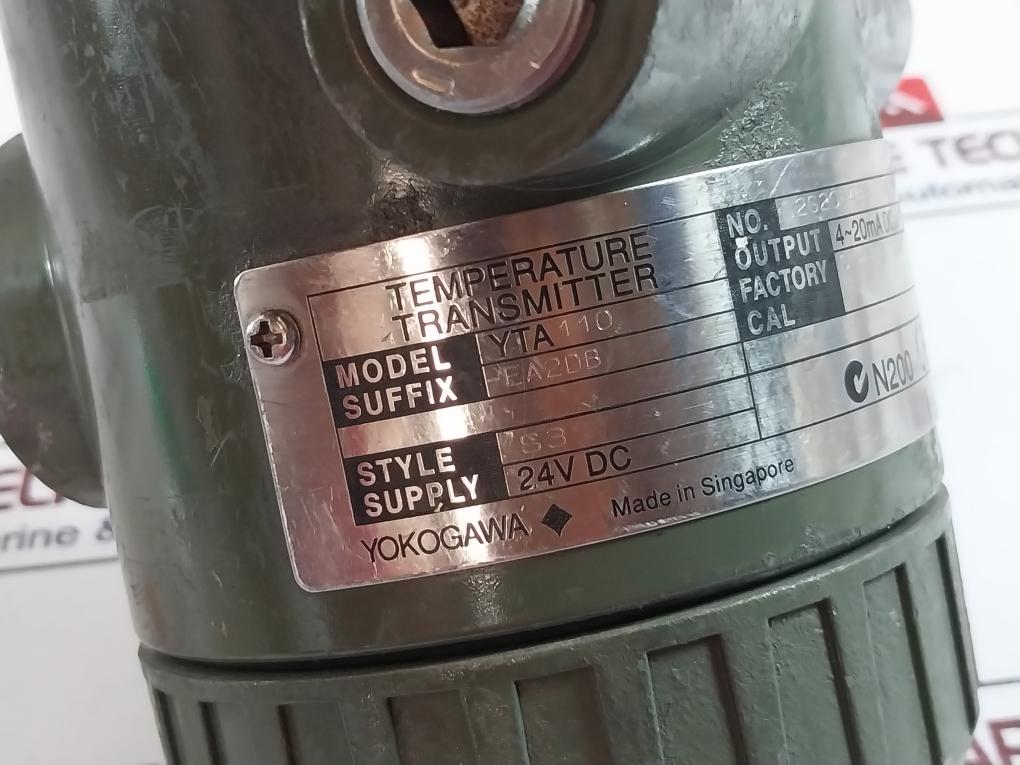 TEMPERATURE
TRANSMITTER
MODEL YTA 110
SUFFIX -EA2DB
STYLE S3
SUPPLY 24V DC
YOKOGAWA Made in Singapore
NO.
OUTPUT 4~20mA DC
FACTORY
CAL
N200